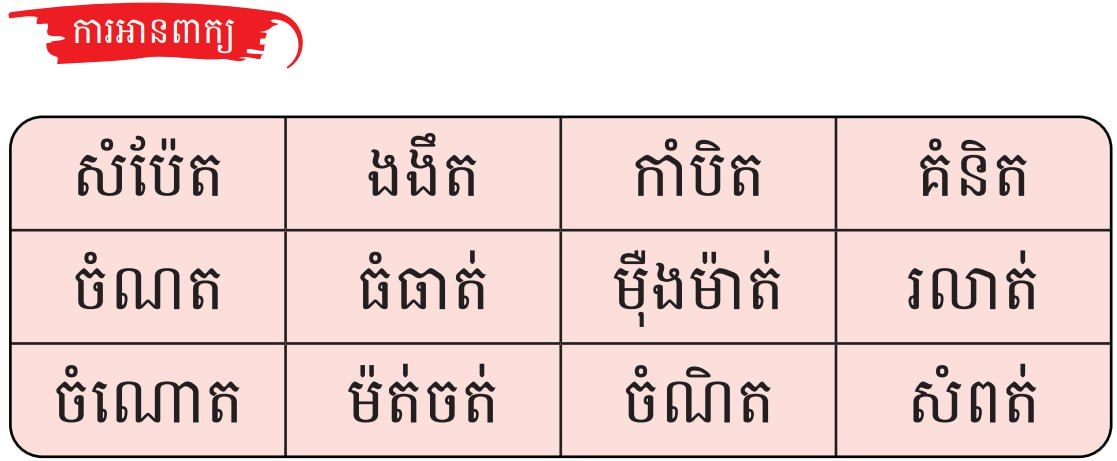 ការអានពាក្យ
សំប៉ែត ងងឹត កាំបិត គំនិត
ចំណត ធំធាត់ ម៉ឺងម៉ាត់ រលាត់
ចំណោត ម៉ត់ចត់ ចំណិត សំពត់